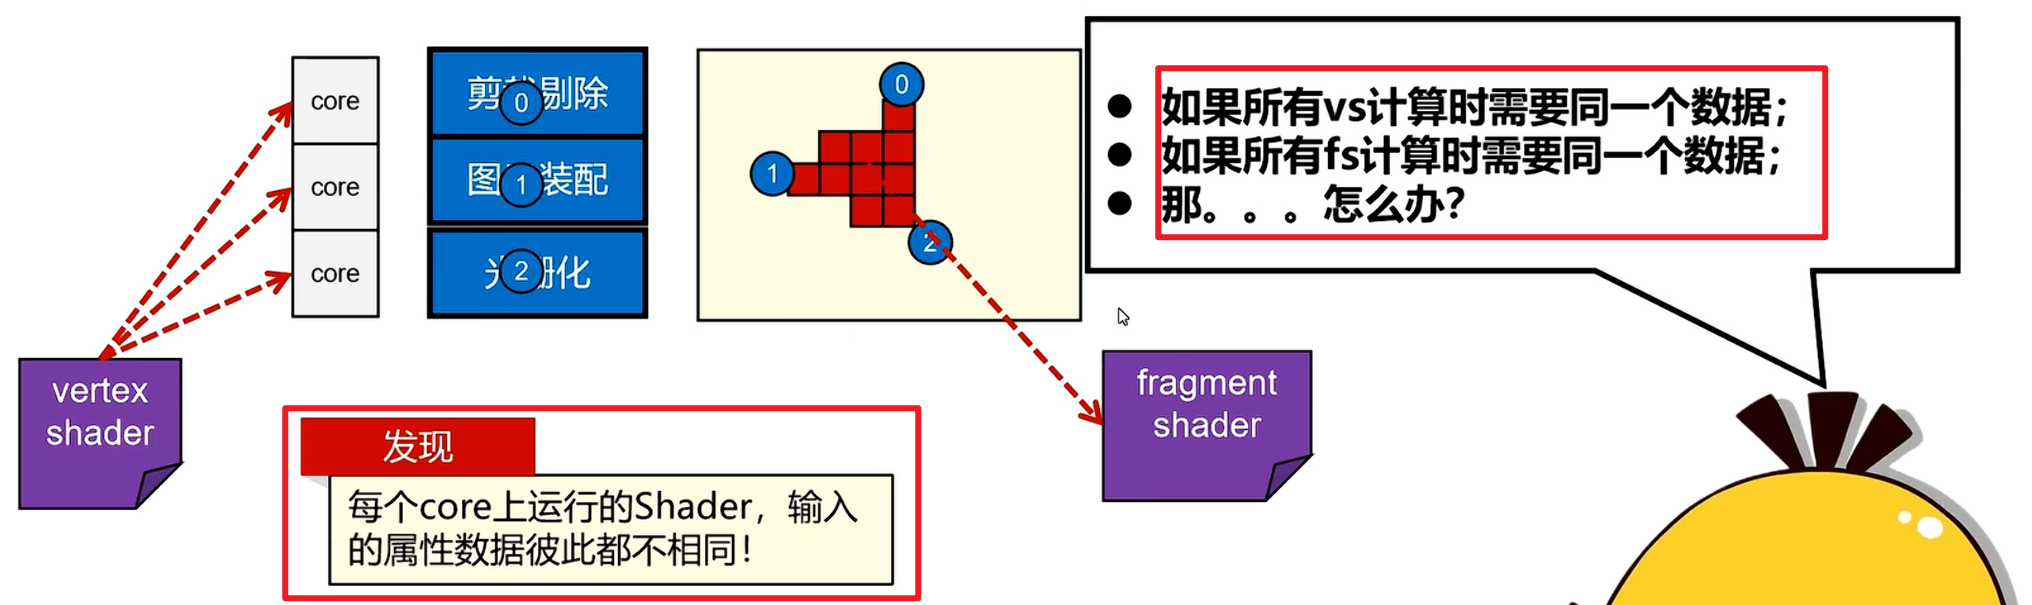 core
core
core
剪裁剔除
0
图 装配
1
光栅化
2
0
1
2
如果所有vs计算时需要同一个数据；
如果所有fs计算时需要同一个数据；
那。。。怎么办？
vertex
shader
fragment
shader
发现
每个core上运行的Shader，输入
的属性数据彼此都不相同！